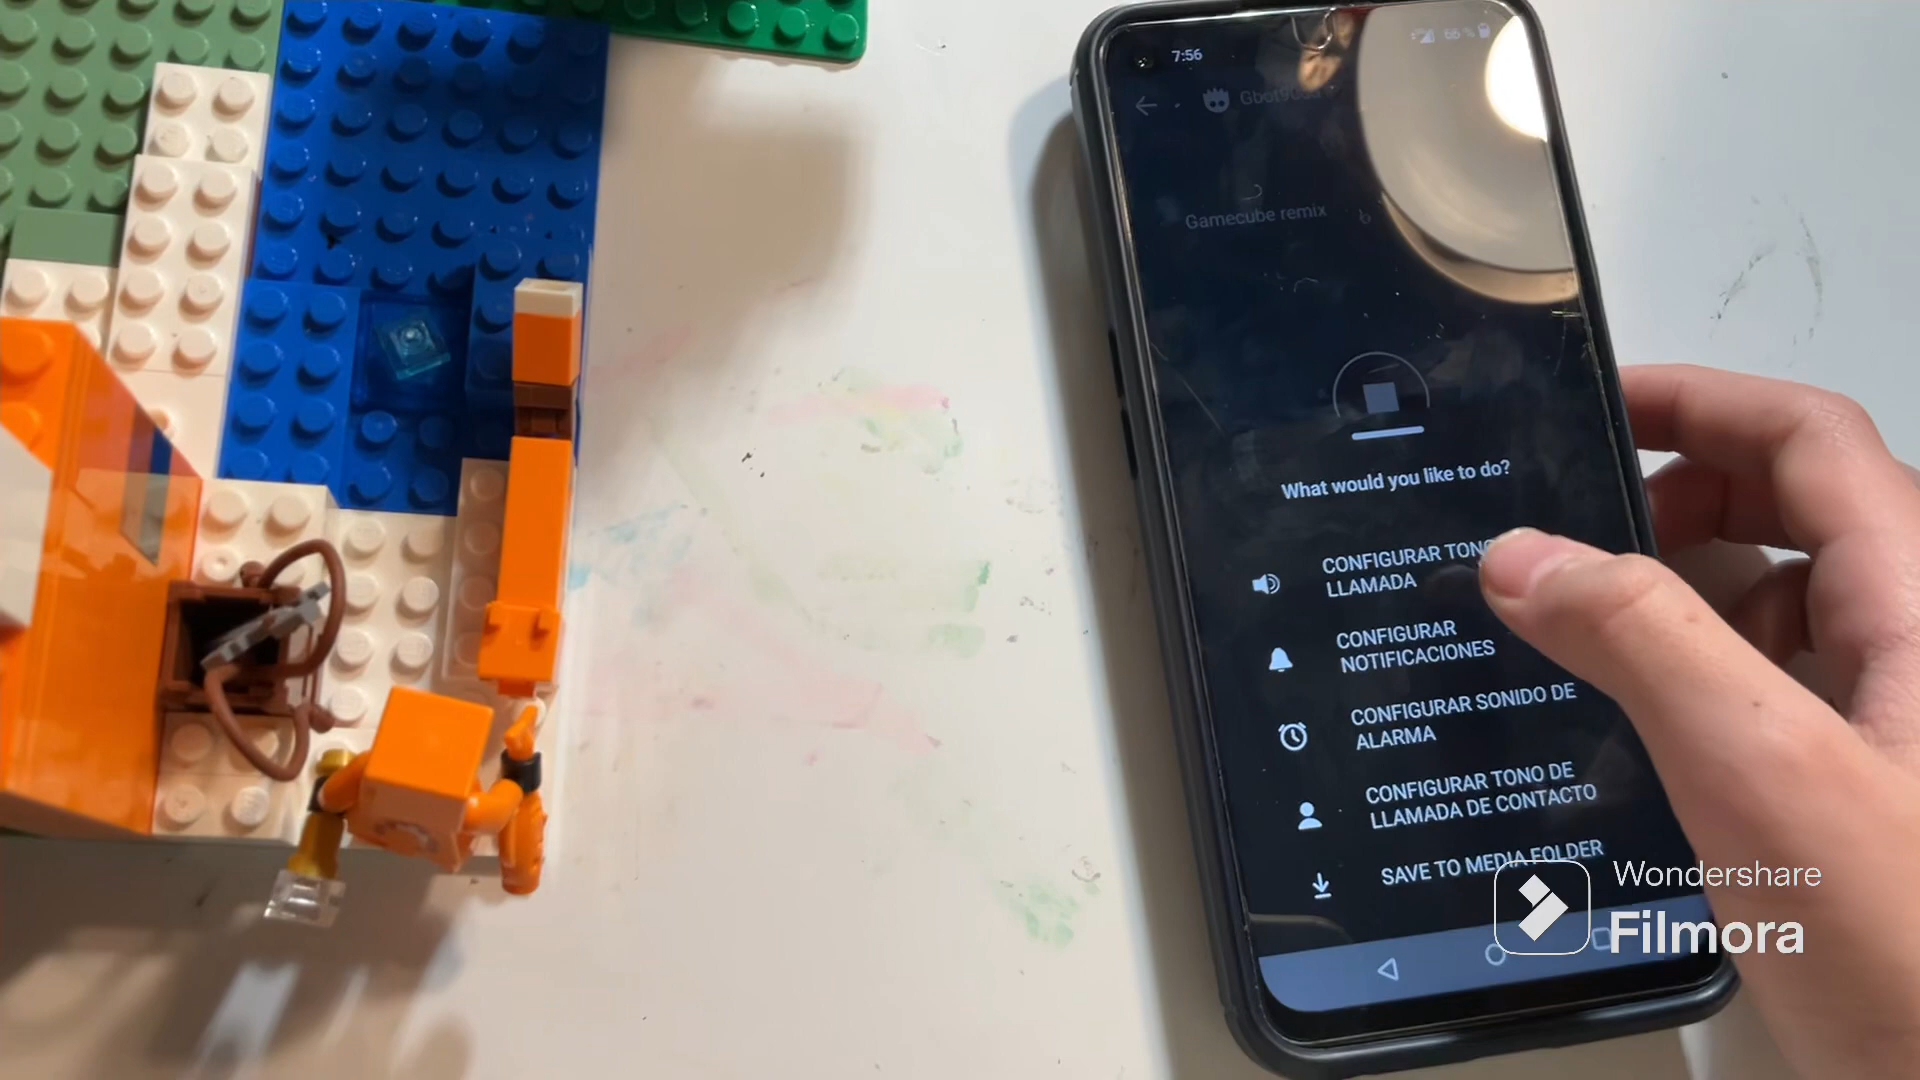 7:56
66 %
Gamecube remix
What would you like to do?
CONFIGURAR TONO
LLAMADA
CONFIGURAR
NOTIFICACIONES
CONFIGURAR SONIDO DE
ALARMA
CONFIGURAR TONO DE
LLAMADA DE CONTACTO
SAVE TO MEDIA FOLDER
Wondershare
Filmora